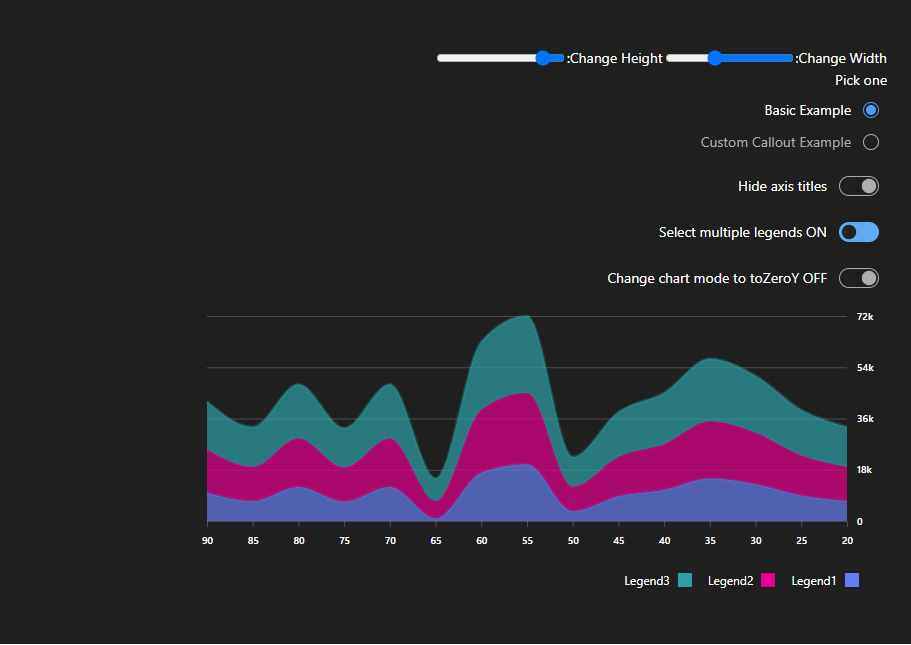 :Change Height :Change Width
Pick one
Basic Example
Custom Callout Example
Hide axis titles
Select multiple legends ON
Change chart mode to toZeroY OFF
72k
54k
36k
18k
0
90 85 80 75 70 65 60 55 50 45 40 35 30 25 20
Legend3 Legend2 Legend1